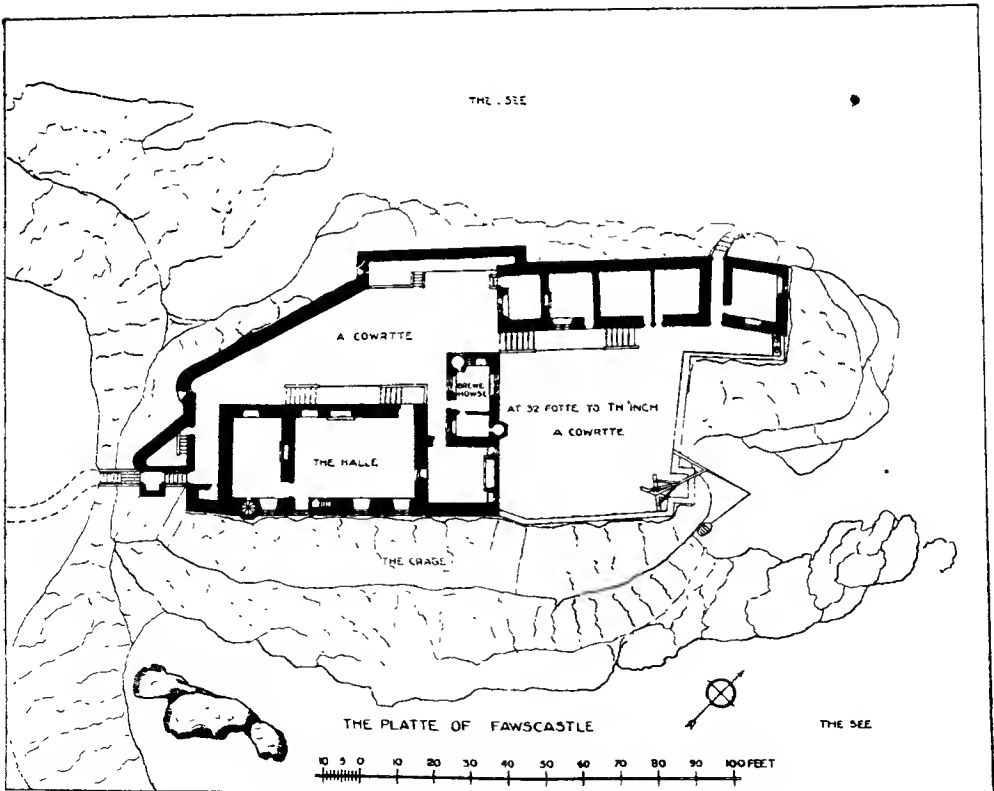 THE . SEE
A COWRTTE
BREWE
HOWSE
AT 32 FOTTE TO TH INCH
A COWRTTE
THE HALLE
THE CRAGE
THE PLATTE OF FAWSCASTLE
THE SEE
10 5 0 10 20 30 40 50 60 70 80 90 100 FEET